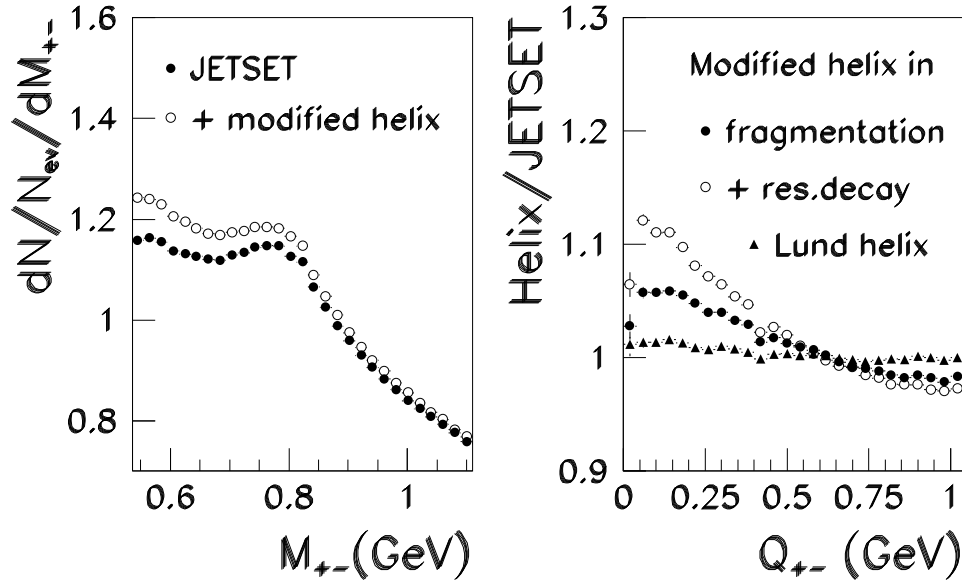 dN/N_ev/dM_+-
1.6
1.4
1.2
1
0.8
● JETSET
○ + modified helix
0.6 0.8 1
M_+- (GeV)
Helix/JETSET
1.3
1.2
1.1
1
0.9
Modified helix in
● fragmentation
○ + res.decay
▲ Lund helix
0 0.25 0.5 0.75 1
Q_+- (GeV)